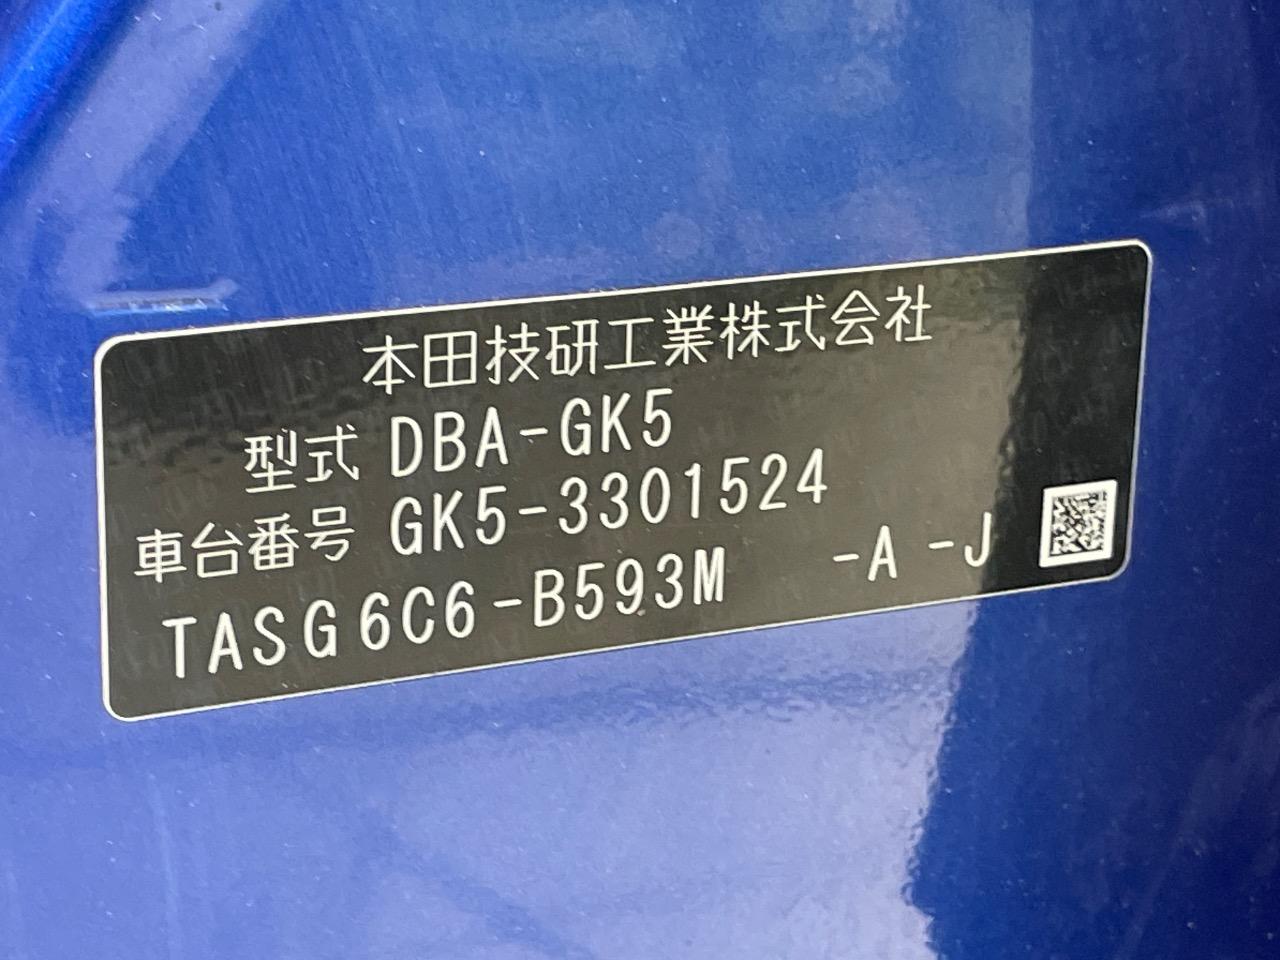 本田技研工業株式会社
型式 DBA-GK5
車台番号 GK5-3301524
TASG6C6-B593M -A -J